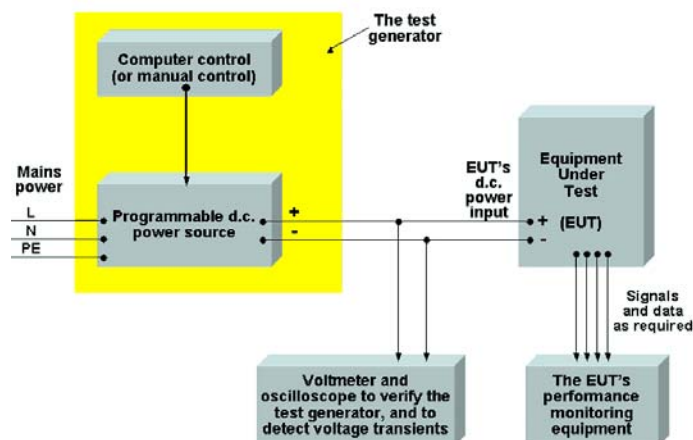 The test
generator
Computer control
(or manual control)
Mains
power
L
N
PE
Programmable d.c.
power source
+
-
EUT's
d.c.
power
input
+
-
Equipment
Under
Test
(EUT)
Signals
and data
as required
Voltmeter and
oscilloscope to verify the
test generator, and to
detect voltage transients
The EUT's
performance
monitoring
equipment